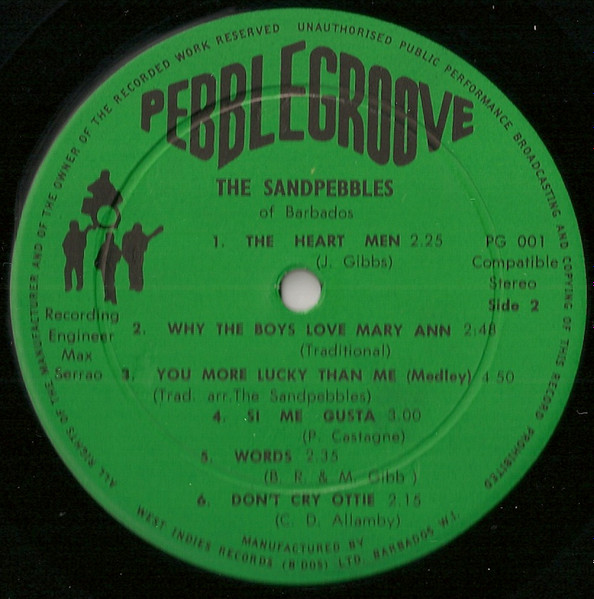 ALL RIGHTS OF THE MANUFACTURER AND OF THE OWNER OF THE RECORDED WORK RESERVED UNAUTHORISED PUBLIC PERFORMANCE BROADCASTING AND COPYING OF THIS RECORD PROHIBITED
PEBBLEGROOVE
THE SANDPEBBLES
of Barbados
1. THE HEART MEN 2.25
(J. Gibbs)
PG 001
Compatible
Stereo
Side 2
Recording
Engineer
Max
Serrao
2. WHY THE BOYS LOVE MARY ANN 2:48
(Traditional)
3. YOU MORE LUCKY THAN ME (Medley) 4 50
(Trad. arr.The Sandpebbles)
4. SI ME GUSTA 3.00
(P. Castagne)
5. WORDS 2.35
(B. R & M. Gibb )
6. DON'T CRY OTTIE 2.15
(C. D. Allamby)
MANUFACTURED BY
WEST INDIES RECORDS (B'DOS) LTD. BARBADOS W.I.